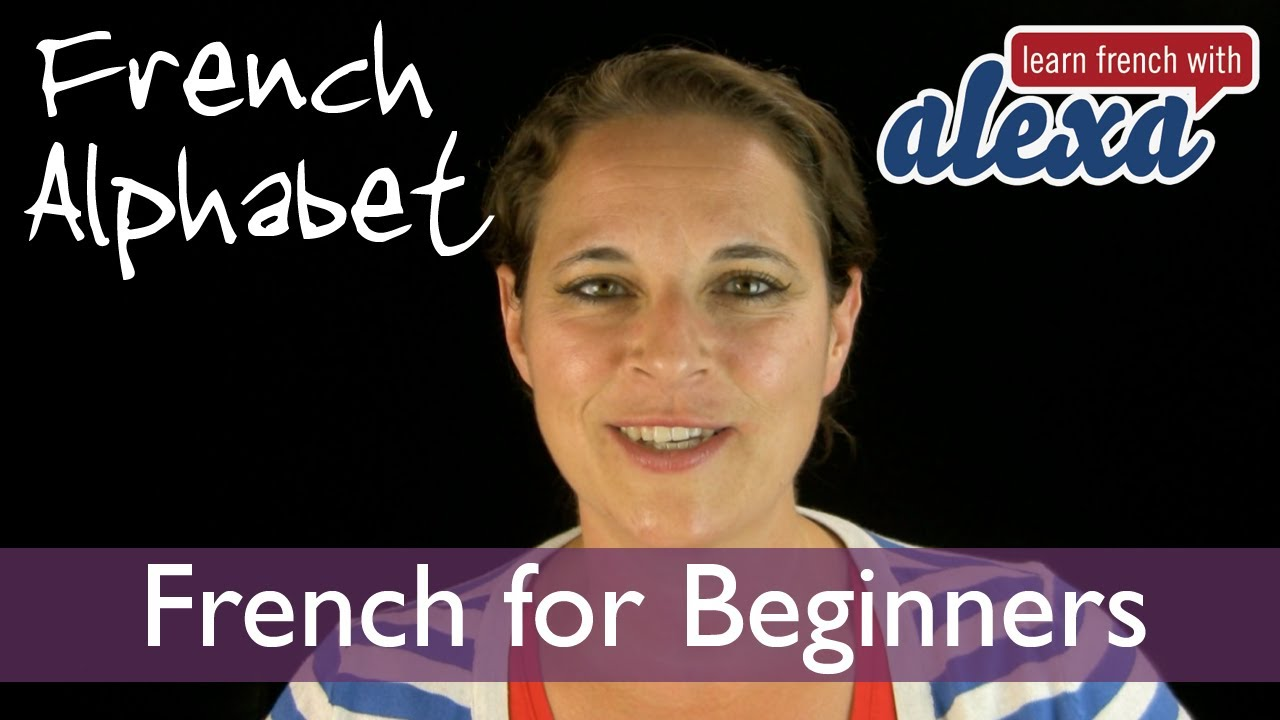 French
Alphabet
learn french with
alexa
French for Beginners